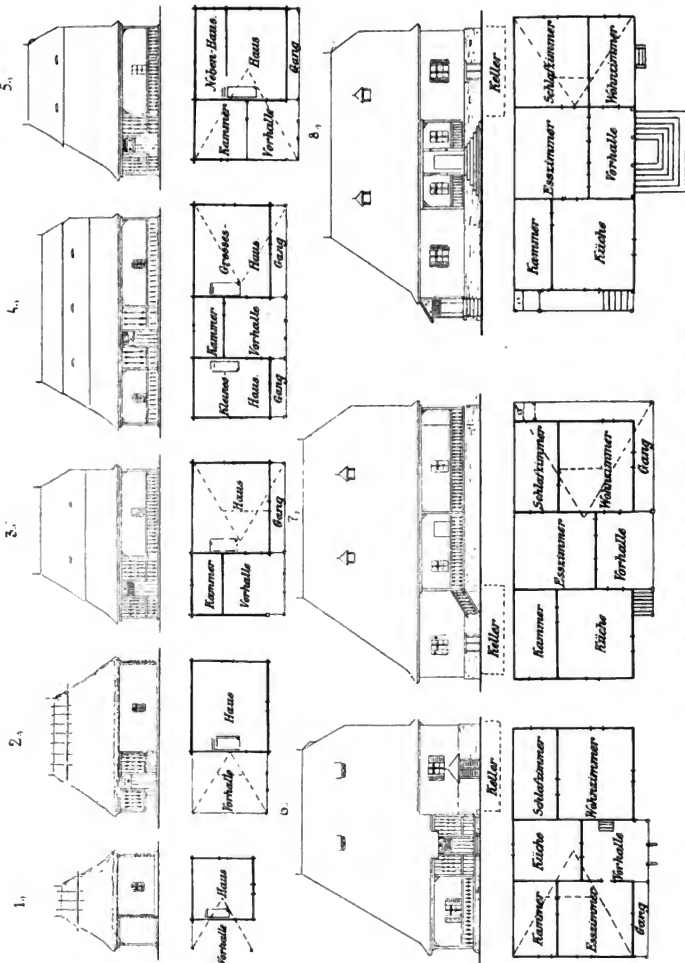 1.,
Haus
Vorhalle
2.,
Haus
Vorhalle
3.,
Kammer
Vorhalle
Haus
Gang
4.,
Kleines-
Haus.
Gang
Kammer
Vorhalle
Grosses-
Haus
Gang
5.,
Kammer
Vorhalle
Neben-Haus.
Haus
Gang
6.,
Keller
Kammer
Esszimmer
Gang
Küche
Vorhalle
Schlafzimmer
Wohnzimmer
7.,
Keller
Kammer
Küche
Esszimmer
Vorhalle
Schlafzimmer
Wohnzimmer
Gang
8.,
Keller
Kammer
Küche
Esszimmer
Vorhalle
Schlafzimmer
Wohnzimmer